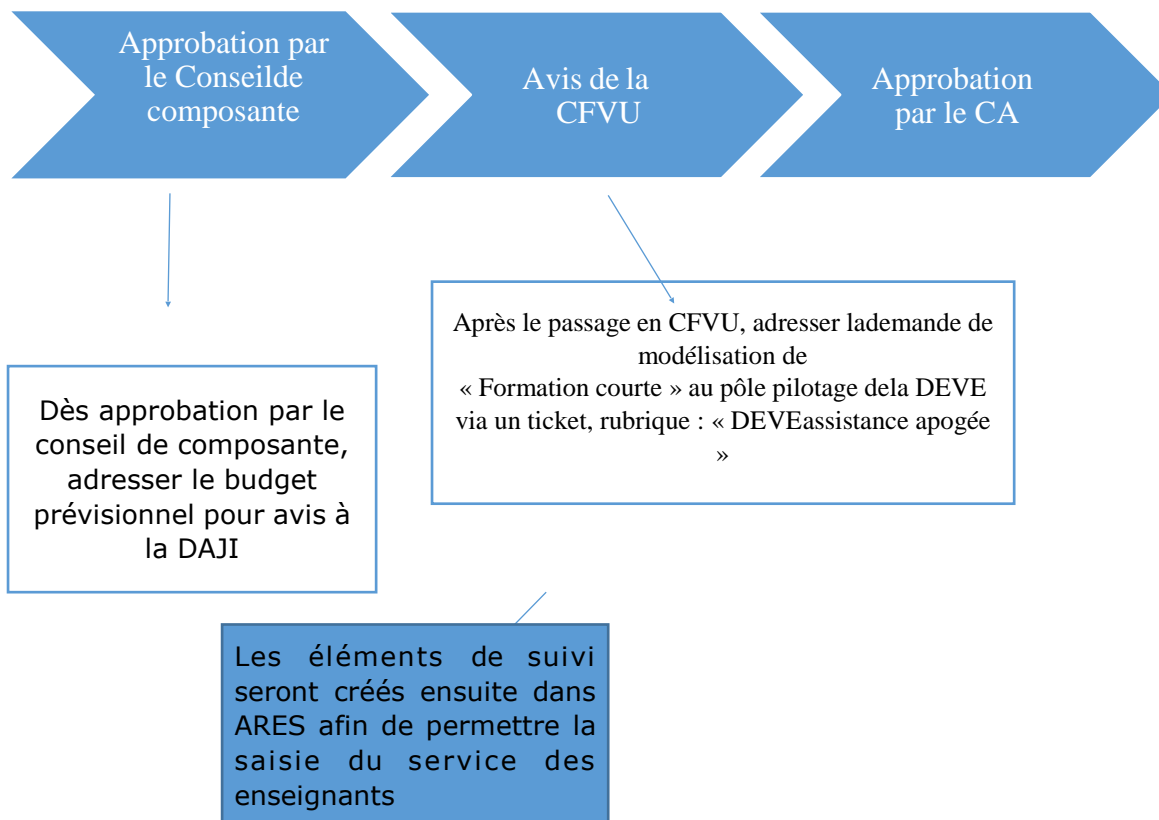 Approbation par
le Conseilde
composante
Avis de la
CFVU
Approbation
par le CA
Après le passage en CFVU, adresser lademande de
modélisation de
« Formation courte » au pôle pilotage dela DEVE
via un ticket, rubrique : « DEVEassistance apogée
»
Dès approbation par le
conseil de composante,
adresser le budget
prévisionnel pour avis à
la DAJI
Les éléments de suivi
seront créés ensuite dans
ARES afin de permettre la
saisie du service des
enseignants